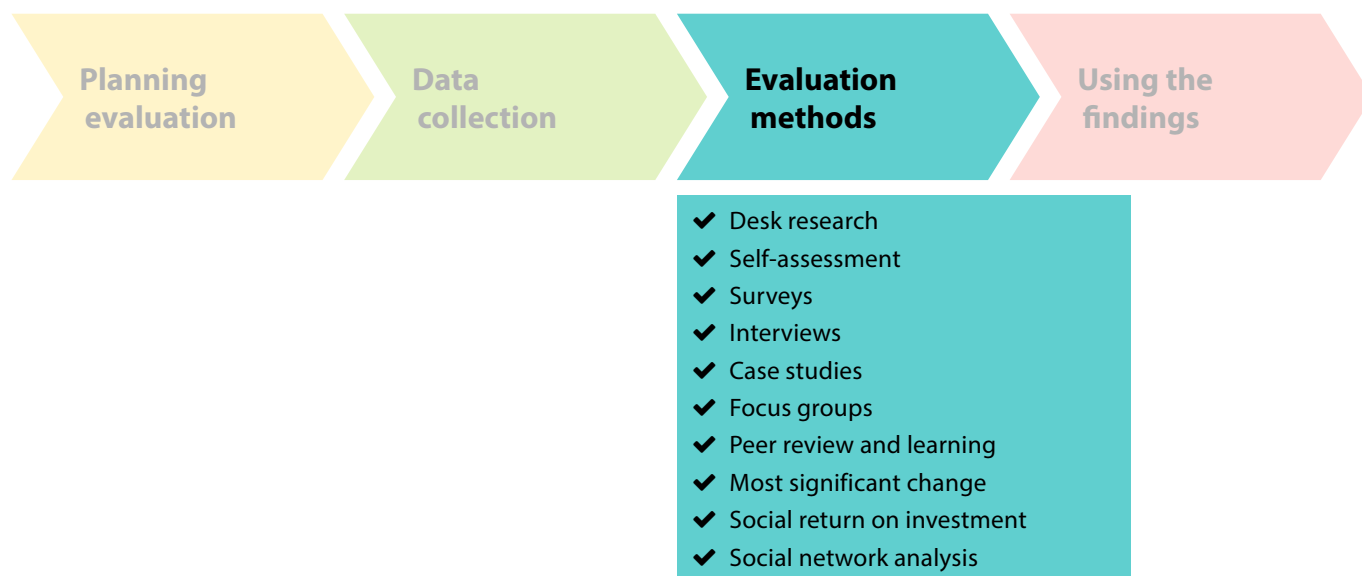 Planning
evaluation
Data
collection
Evaluation
methods
Using the
findings
✔ Desk research
✔ Self-assessment
✔ Surveys
✔ Interviews
✔ Case studies
✔ Focus groups
✔ Peer review and learning
✔ Most significant change
✔ Social return on investment
✔ Social network analysis